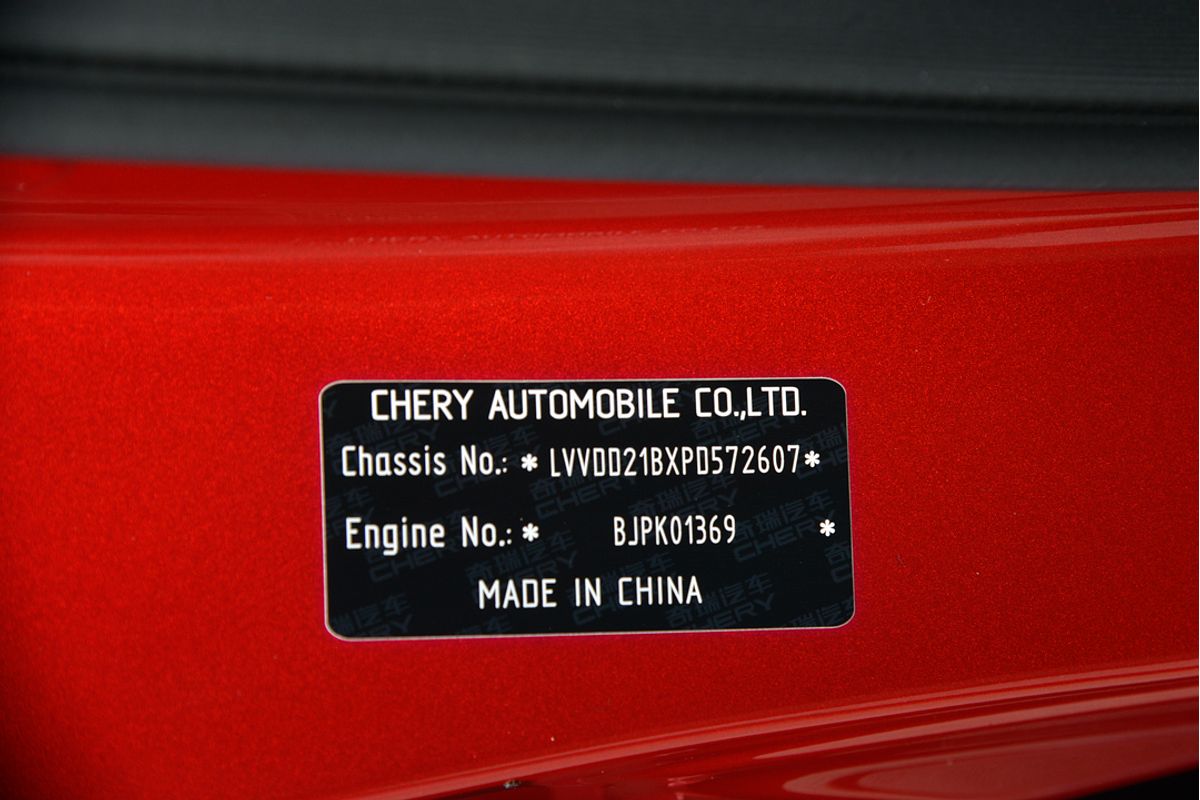 CHERY AUTOMOBILE CO.,LTD.
Chassis No.: * LVVDD21BXPD572607*
Engine No.: * BJPK01369 *
MADE IN CHINA